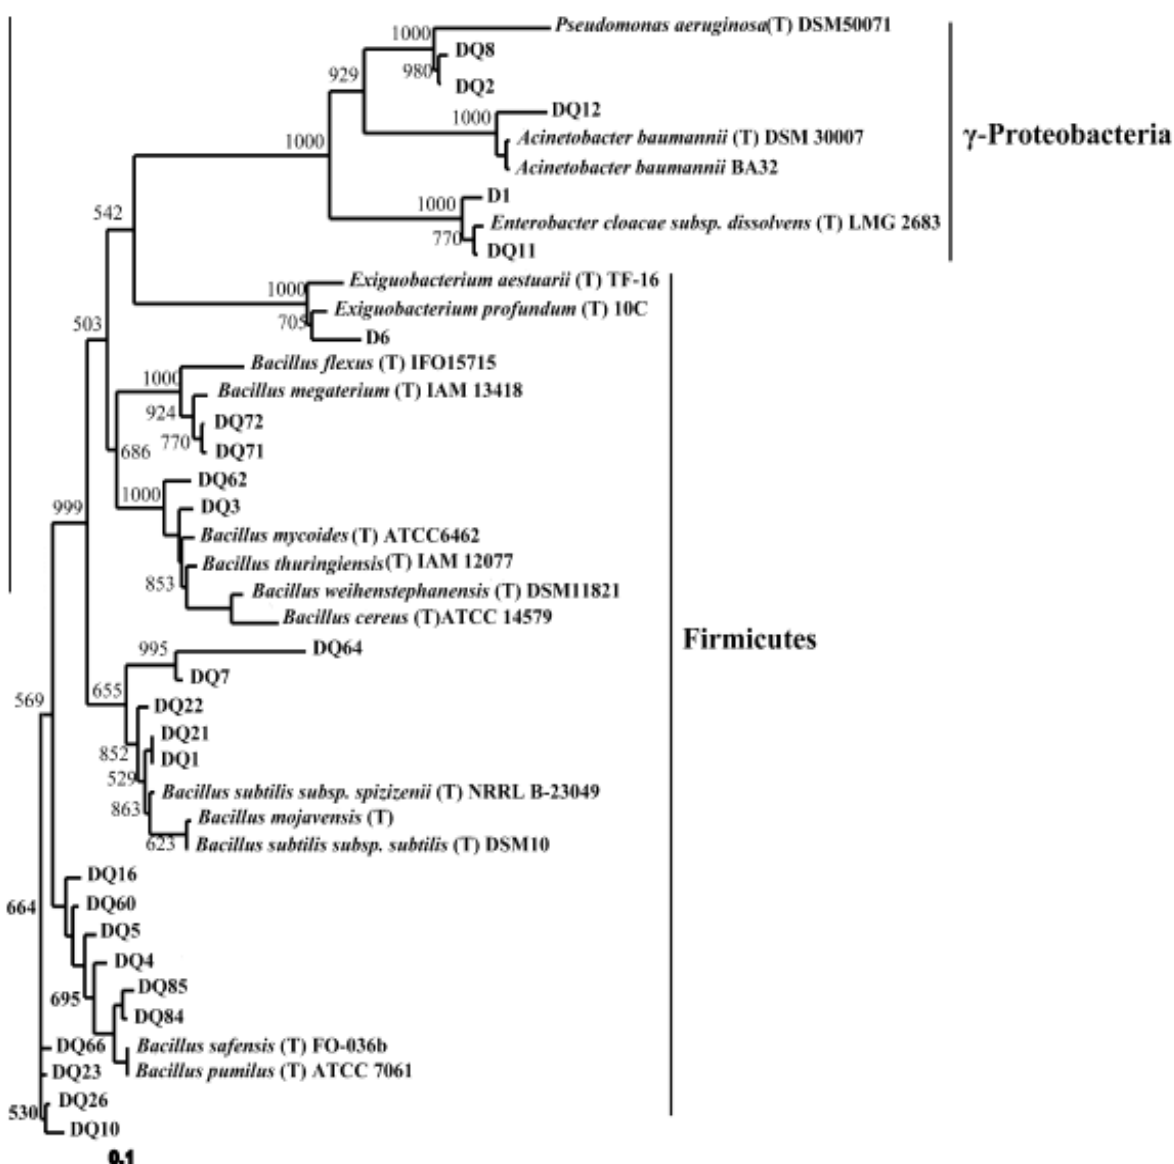 Pseudomonas aeruginosa(T) DSM50071
1000
DQ8
929
980
DQ2
DQ12
1000
Acinetobacter baumannii (T) DSM 30007
γ-Proteobacteria
1000
Acinetobacter baumannii BA32
D1
1000
542
Enterobacter cloacae subsp. dissolvens (T) LMG 2683
770
DQ11
Exiguobacterium aestuarii (T) TF-16
1000
Exiguobacterium profundum (T) 10C
503
705
D6
Bacillus flexus (T) IFO15715
1000
Bacillus megaterium (T) IAM 13418
924
DQ72
770
686
DQ71
DQ62
1000
999
DQ3
Bacillus mycoides (T) ATCC6462
Bacillus thuringiensis(T) IAM 12077
853
Bacillus weihenstephanensis (T) DSM11821
Bacillus cereus (T)ATCC 14579
Firmicutes
995
DQ64
DQ7
655
569
DQ22
DQ21
852
DQ1
529
Bacillus subtilis subsp. spizizenii (T) NRRL B-23049
863
Bacillus mojavensis (T)
623
Bacillus subtilis subsp. subtilis (T) DSM10
DQ16
664
DQ60
DQ5
DQ4
DQ85
695
DQ84
DQ66
Bacillus safensis (T) FO-036b
DQ23
Bacillus pumilus (T) ATCC 7061
DQ26
530
DQ10
0.1